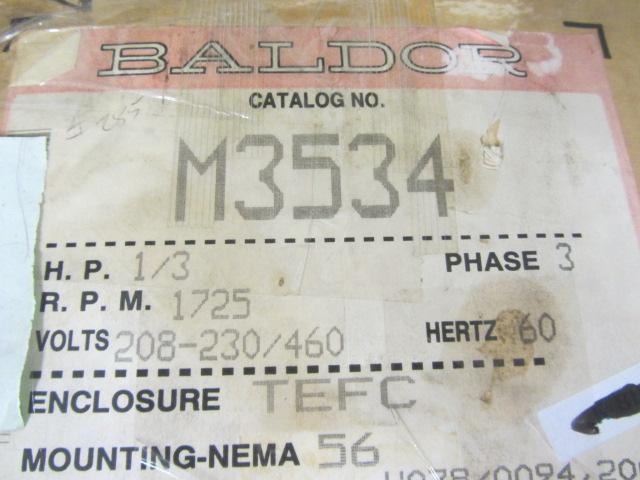 BALDOR
CATALOG NO.
M3534
H. P. 1/3 PHASE 3
R. P. M. 1725
VOLTS 208-230/460 HERTZ 60
ENCLOSURE TEFC
MOUNTING-NEMA 56